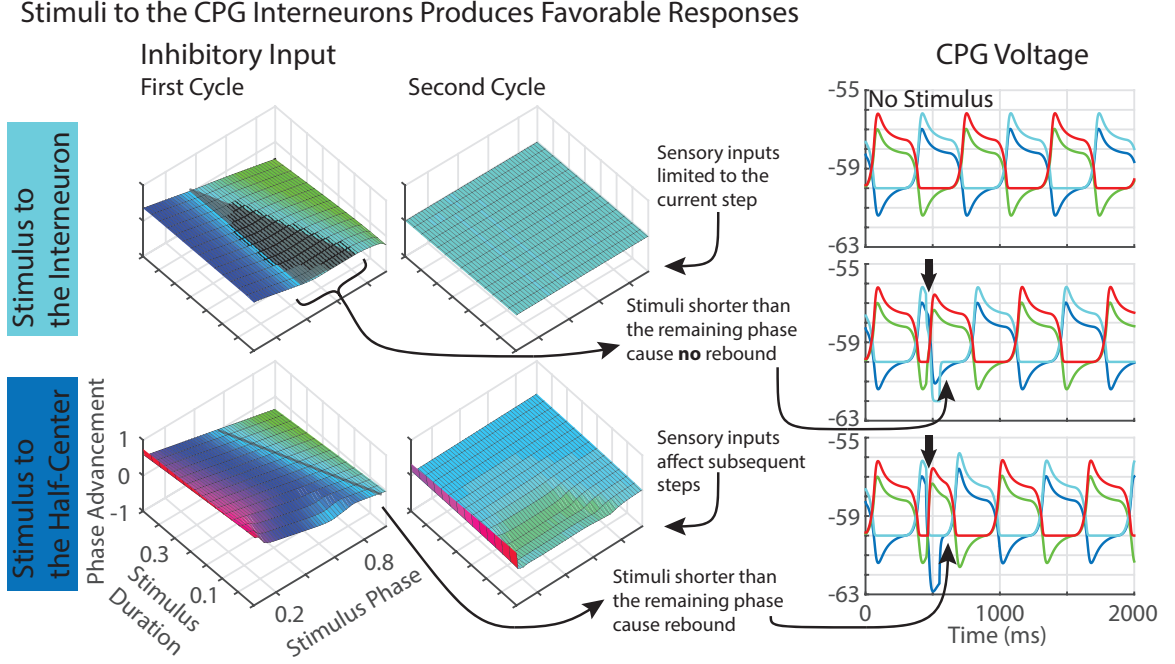 Stimuli to the CPG Interneurons Produces Favorable Responses
Inhibitory Input
First Cycle
Second Cycle
CPG Voltage
Stimulus to
the Interneuron
Sensory inputs
limited to the
current step
Stimuli shorter than
the remaining phase
cause no rebound
-55
No Stimulus
-59
-63
-55
-59
-63
Stimulus to
the Half-Center
Phase Advancement
1
0
-1
0.3
0.1
Stimulus
Duration
0.2
0.8
Stimulus Phase
Sensory inputs
affect subsequent
steps
Stimuli shorter than
the remaining phase
cause rebound
-55
-59
-63
0
1000
2000
Time (ms)